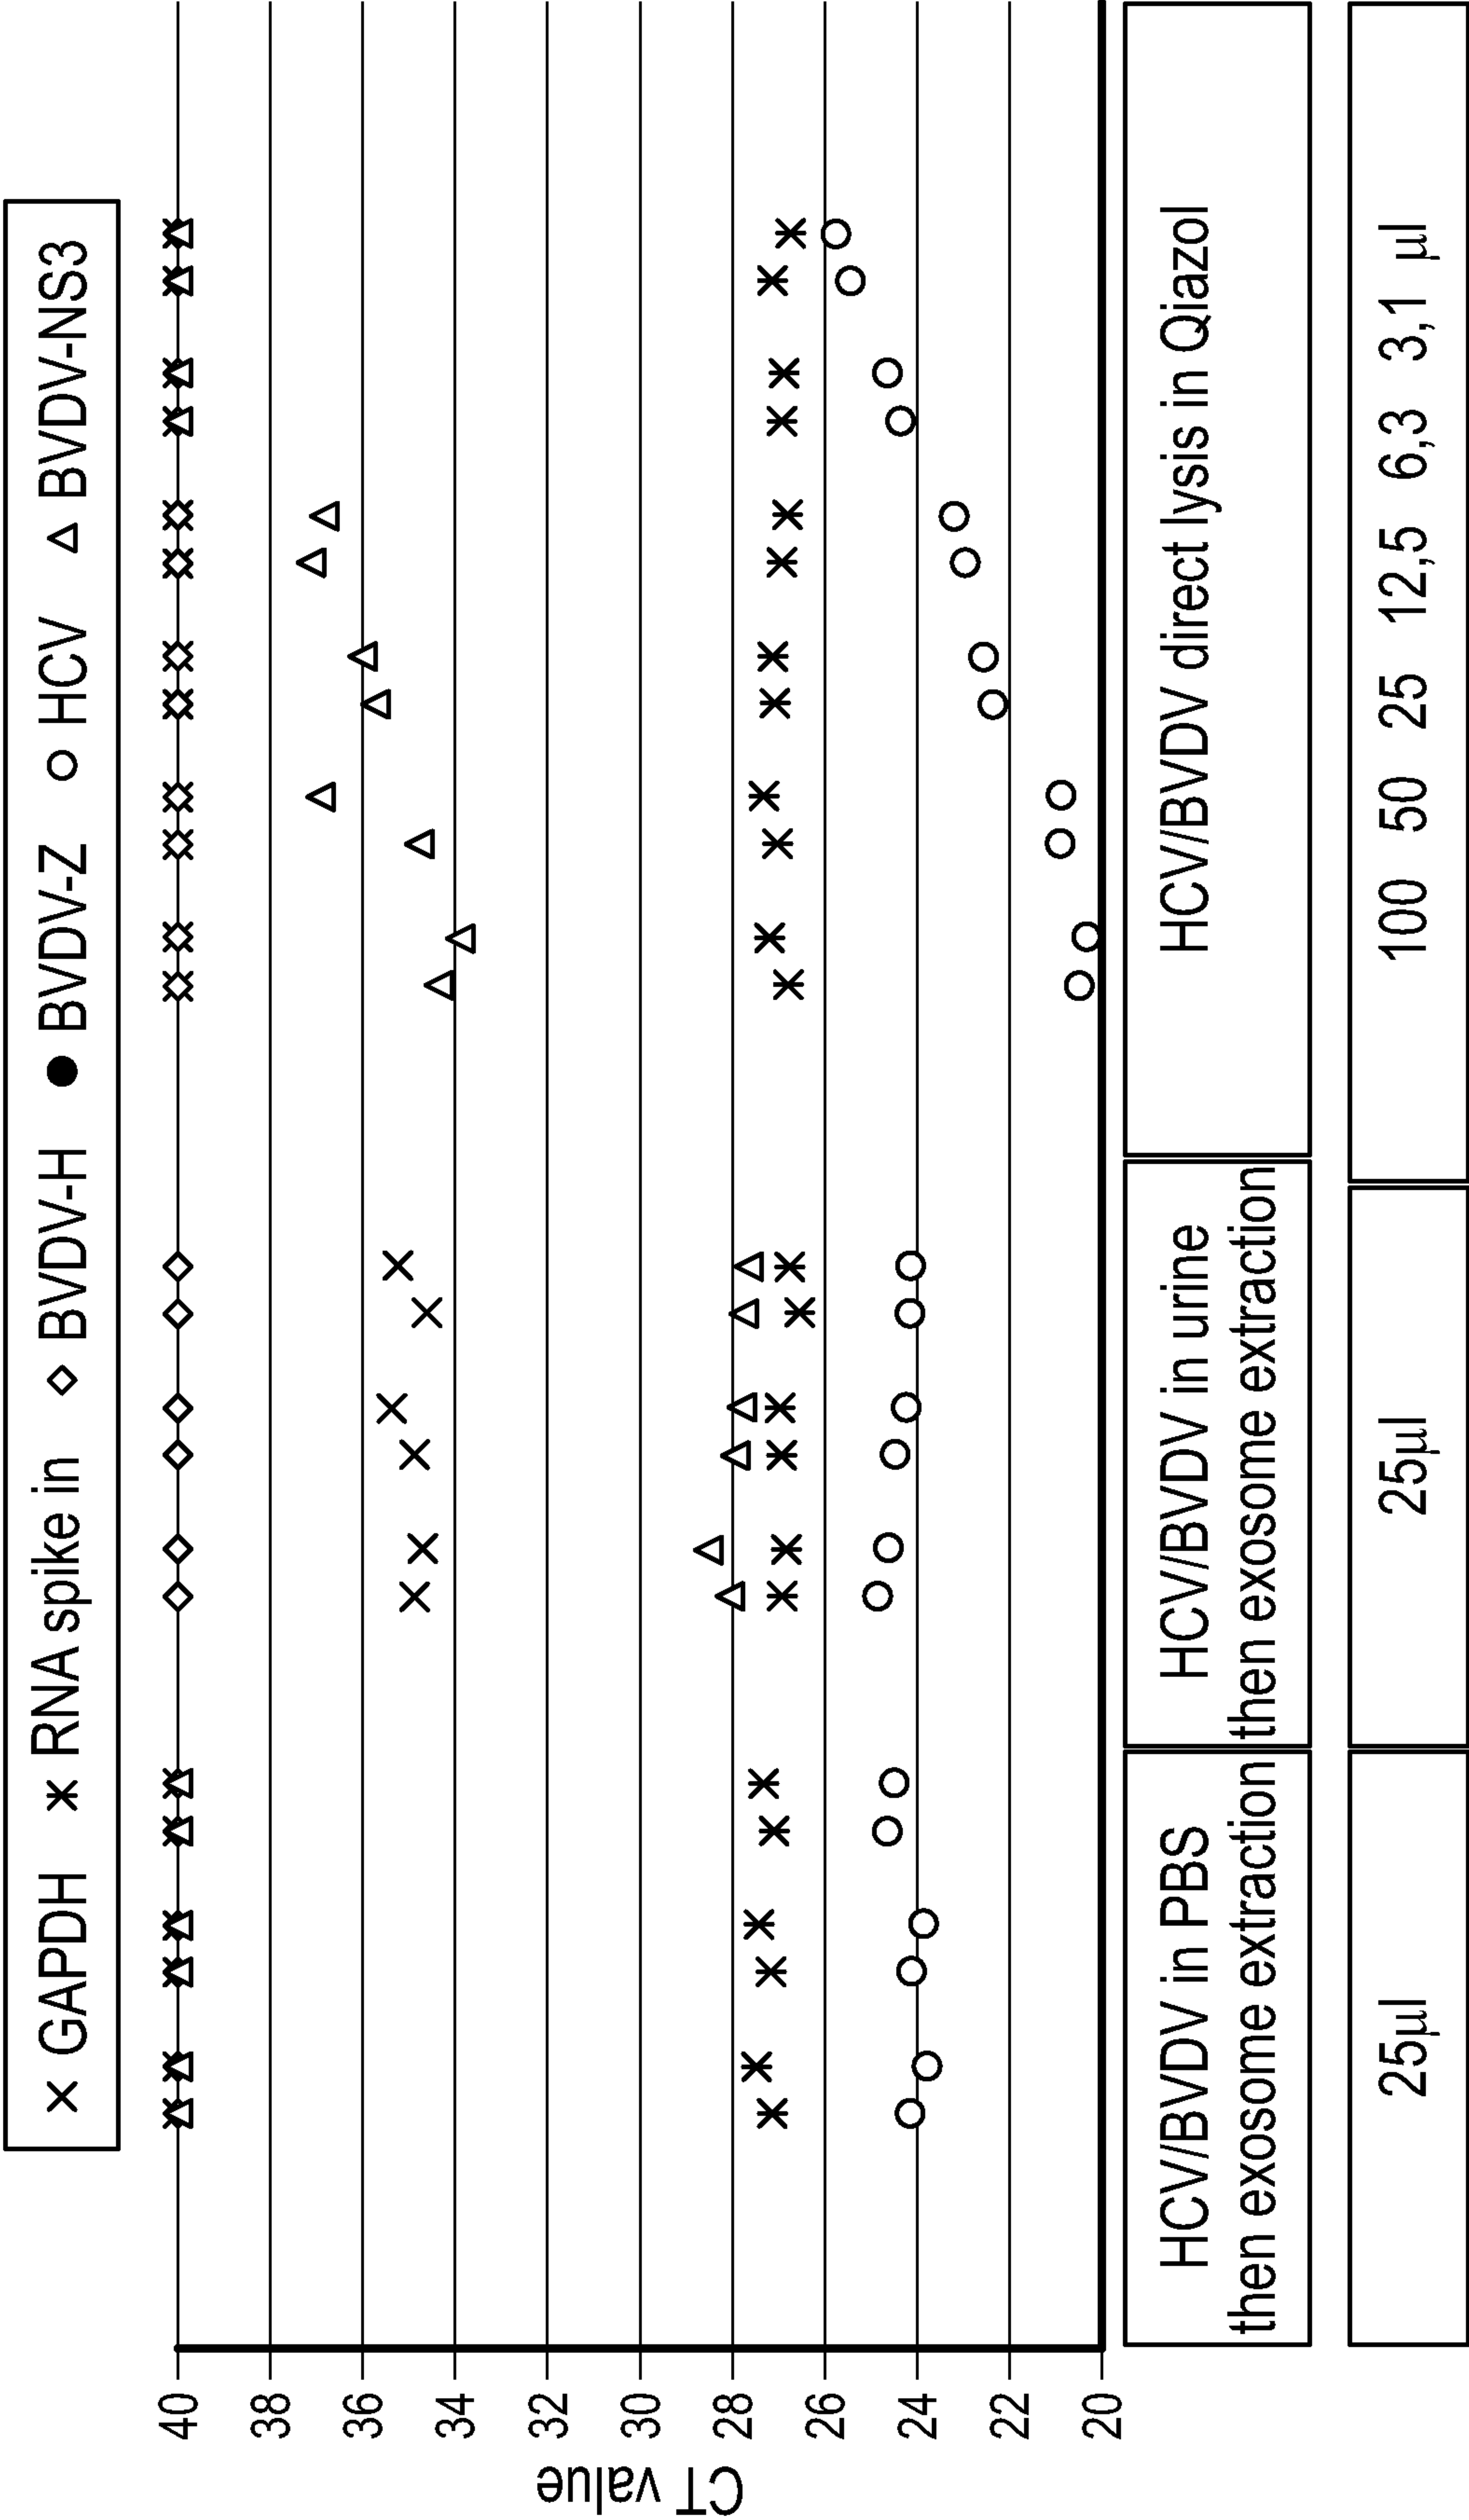 × GAPDH ⁎ RNA spike in ◇ BVDV-H ● BVDV-Z ○ HCV △ BVDV-NS3
CT value
40
38
36
34
32
30
28
26
24
22
20
HCV/BVDV in PBS
then exosome extraction
HCV/BVDV in urine
then exosome extraction
HCV/BVDV direct lysis in Qiazol
25µl
25µl
100 50 25 12,5 6,3 3,1 µl